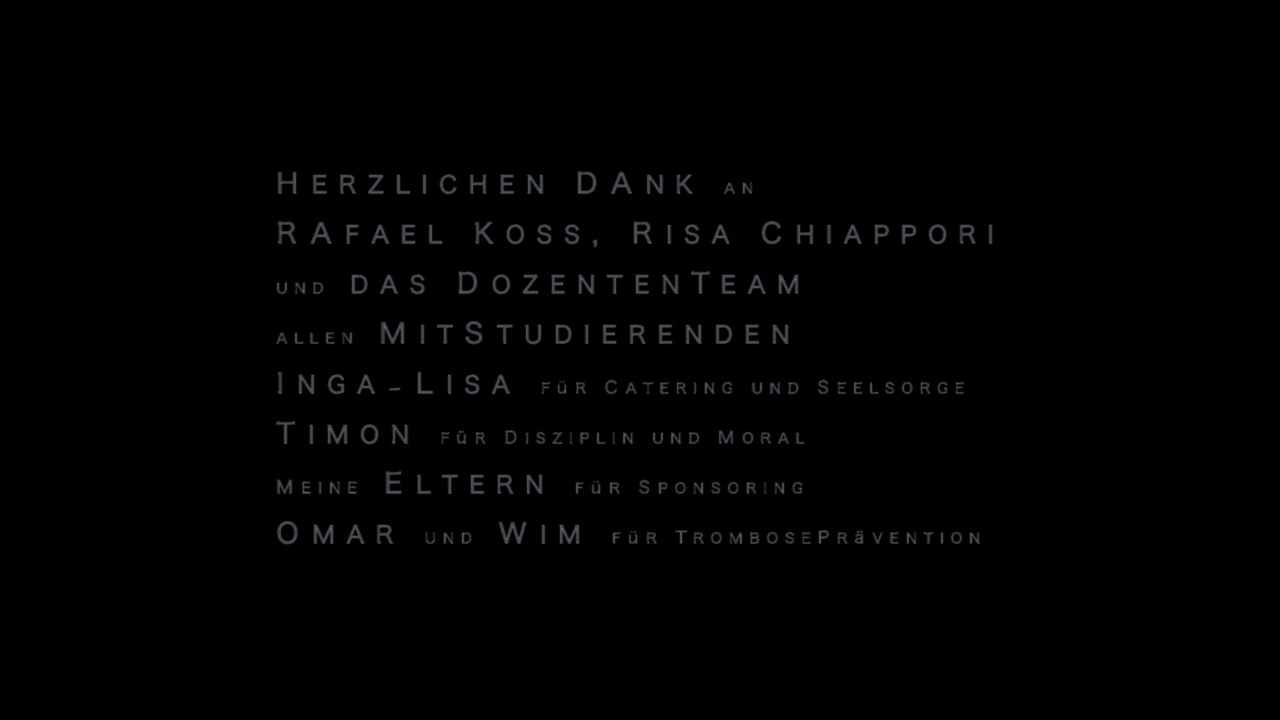 HERZLICHEN DANK AN
RAFAEL KOSS, RISA CHIAPPORI
UND DAS DOZENTENTEAM
ALLEN MITSTUDIERENDEN
INGA-LISA FüR CATERING UND SEELSORGE
TIMON FüR DISZIPLIN UND MORAL
MEINE ELTERN FüR SPONSORING
OMAR UND WIM FüR TROMBOSEPRäVENTION